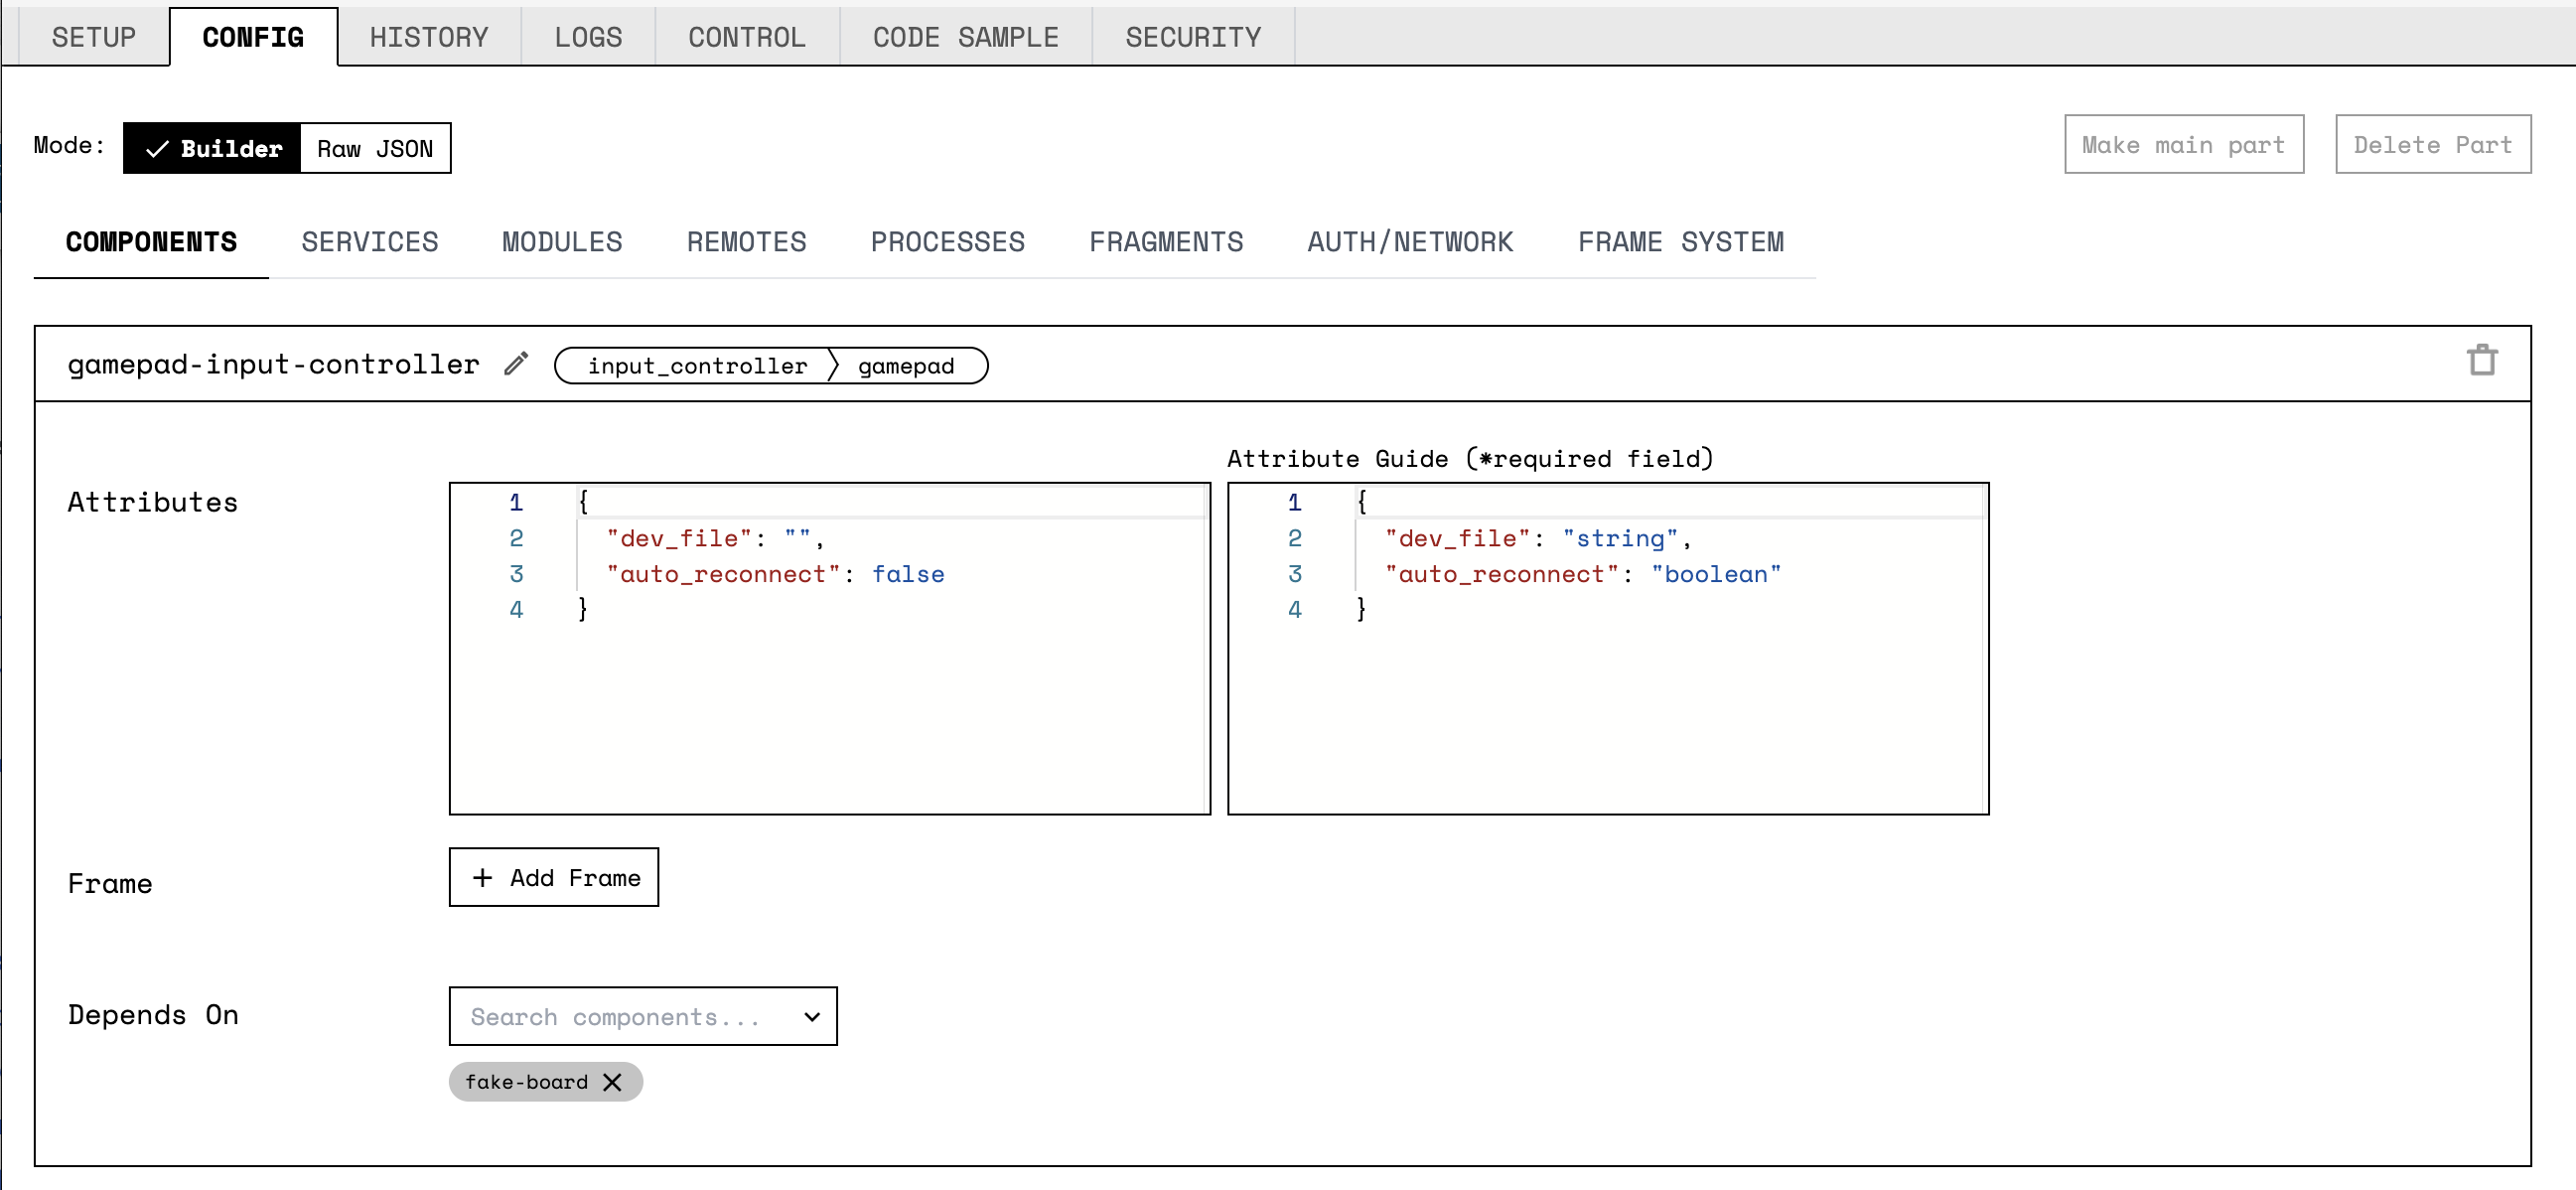 SETUP CONFIG HISTORY LOGS CONTROL CODE SAMPLE SECURITY
Mode: Builder Raw JSON Make main part Delete Part
COMPONENTS SERVICES MODULES REMOTES PROCESSES FRAGMENTS AUTH/NETWORK FRAME SYSTEM
gamepad-input-controller input_controller gamepad
Attribute Guide (*required field)
Attributes
1 {
2 "dev_file": "",
3 "auto_reconnect": false
4 }
1 {
2 "dev_file": "string",
3 "auto_reconnect": "boolean"
4 }
Frame + Add Frame
Depends On Search components...
fake-board